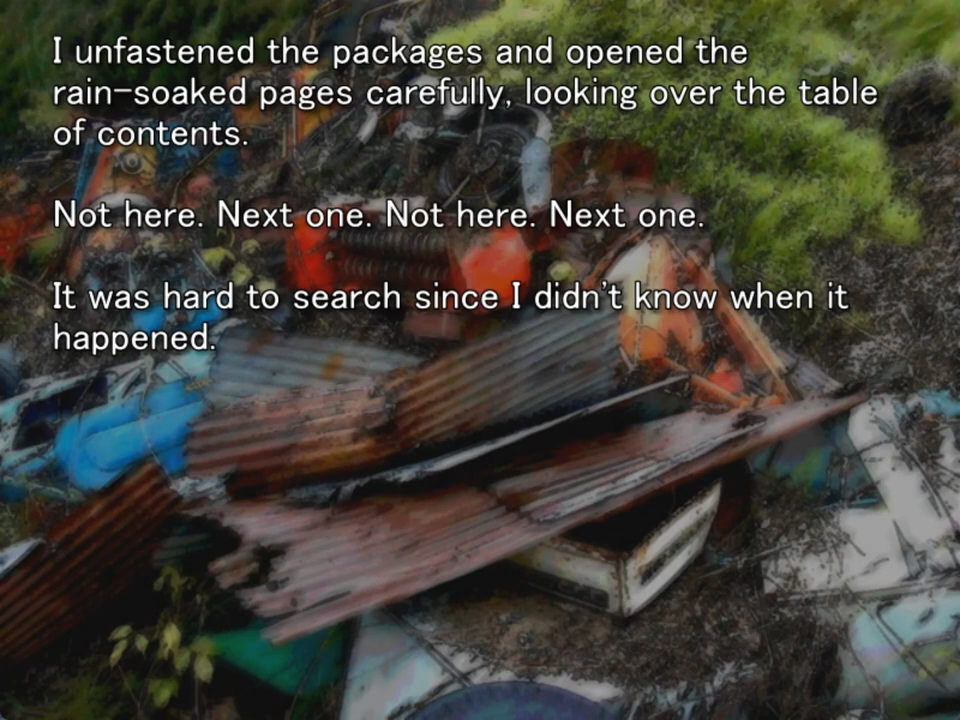 I unfastened the packages and opened the
rain-soaked pages carefully, looking over the table
of contents.
Not here. Next one. Not here. Next one.
It was hard to search since I didn't know when it
happened.